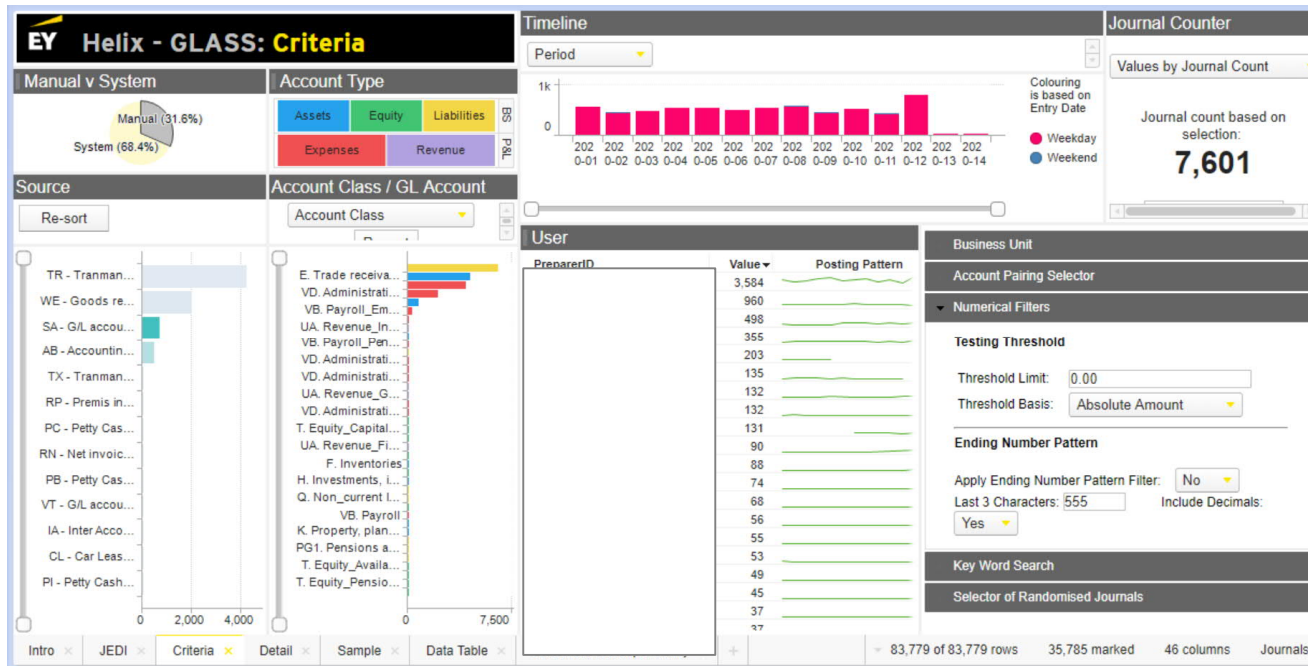 EY Helix - GLASS: Criteria
Manual v System
Manual (31.6%)
System (68.4%)
Account Type
Assets
Equity
Liabilities
BS
Expenses
Revenue
P&L
Source
Re-sort
TR - Tranman...
WE - Goods re...
SA - G/L accou...
AB - Accountin...
TX - Tranman...
RP - Premis in...
PC - Petty Cas...
RN - Net invoic...
PB - Petty Cas...
VT - G/L accou...
IA - Inter Acco...
CL - Car Leas...
PI - Petty Cash...
0 2,000 4,000
Account Class / GL Account
Account Class
E. Trade receiva...
VD. Administrati...
VB. Payroll_Em...
UA. Revenue_In...
VB. Payroll_Pen...
VD. Administrati...
VD. Administrati...
UA. Revenue_G...
VD. Administrati...
T. Equity_Capital...
UA. Revenue_Fi...
F. Inventories
H. Investments, i...
Q. Non_current l...
VB. Payroll
K. Property, plan...
PG1. Pensions a...
T. Equity_Availa...
T. Equity_Pensio...
0 7,500
Timeline
Period
1k
0
202 202 202 202 202 202 202 202 202 202 202 202 202 202
0-01 0-02 0-03 0-04 0-05 0-06 0-07 0-08 0-09 0-10 0-11 0-12 0-13 0-14
Colouring
is based on
Entry Date
Weekday
Weekend
Journal Counter
Values by Journal Count
Journal count based on
selection:
7,601
User
PreparerID Value Posting Pattern
3,584
960
498
355
203
135
132
132
131
90
88
74
68
56
55
53
49
45
37
37
Business Unit
Account Pairing Selector
Numerical Filters
Testing Threshold
Threshold Limit: 0.00
Threshold Basis: Absolute Amount
Ending Number Pattern
Apply Ending Number Pattern Filter: No
Last 3 Characters: 555 Include Decimals:
Yes
Key Word Search
Selector of Randomised Journals
Intro JEDI Criteria Detail Sample Data Table
83,779 of 83,779 rows 35,785 marked 46 columns Journals